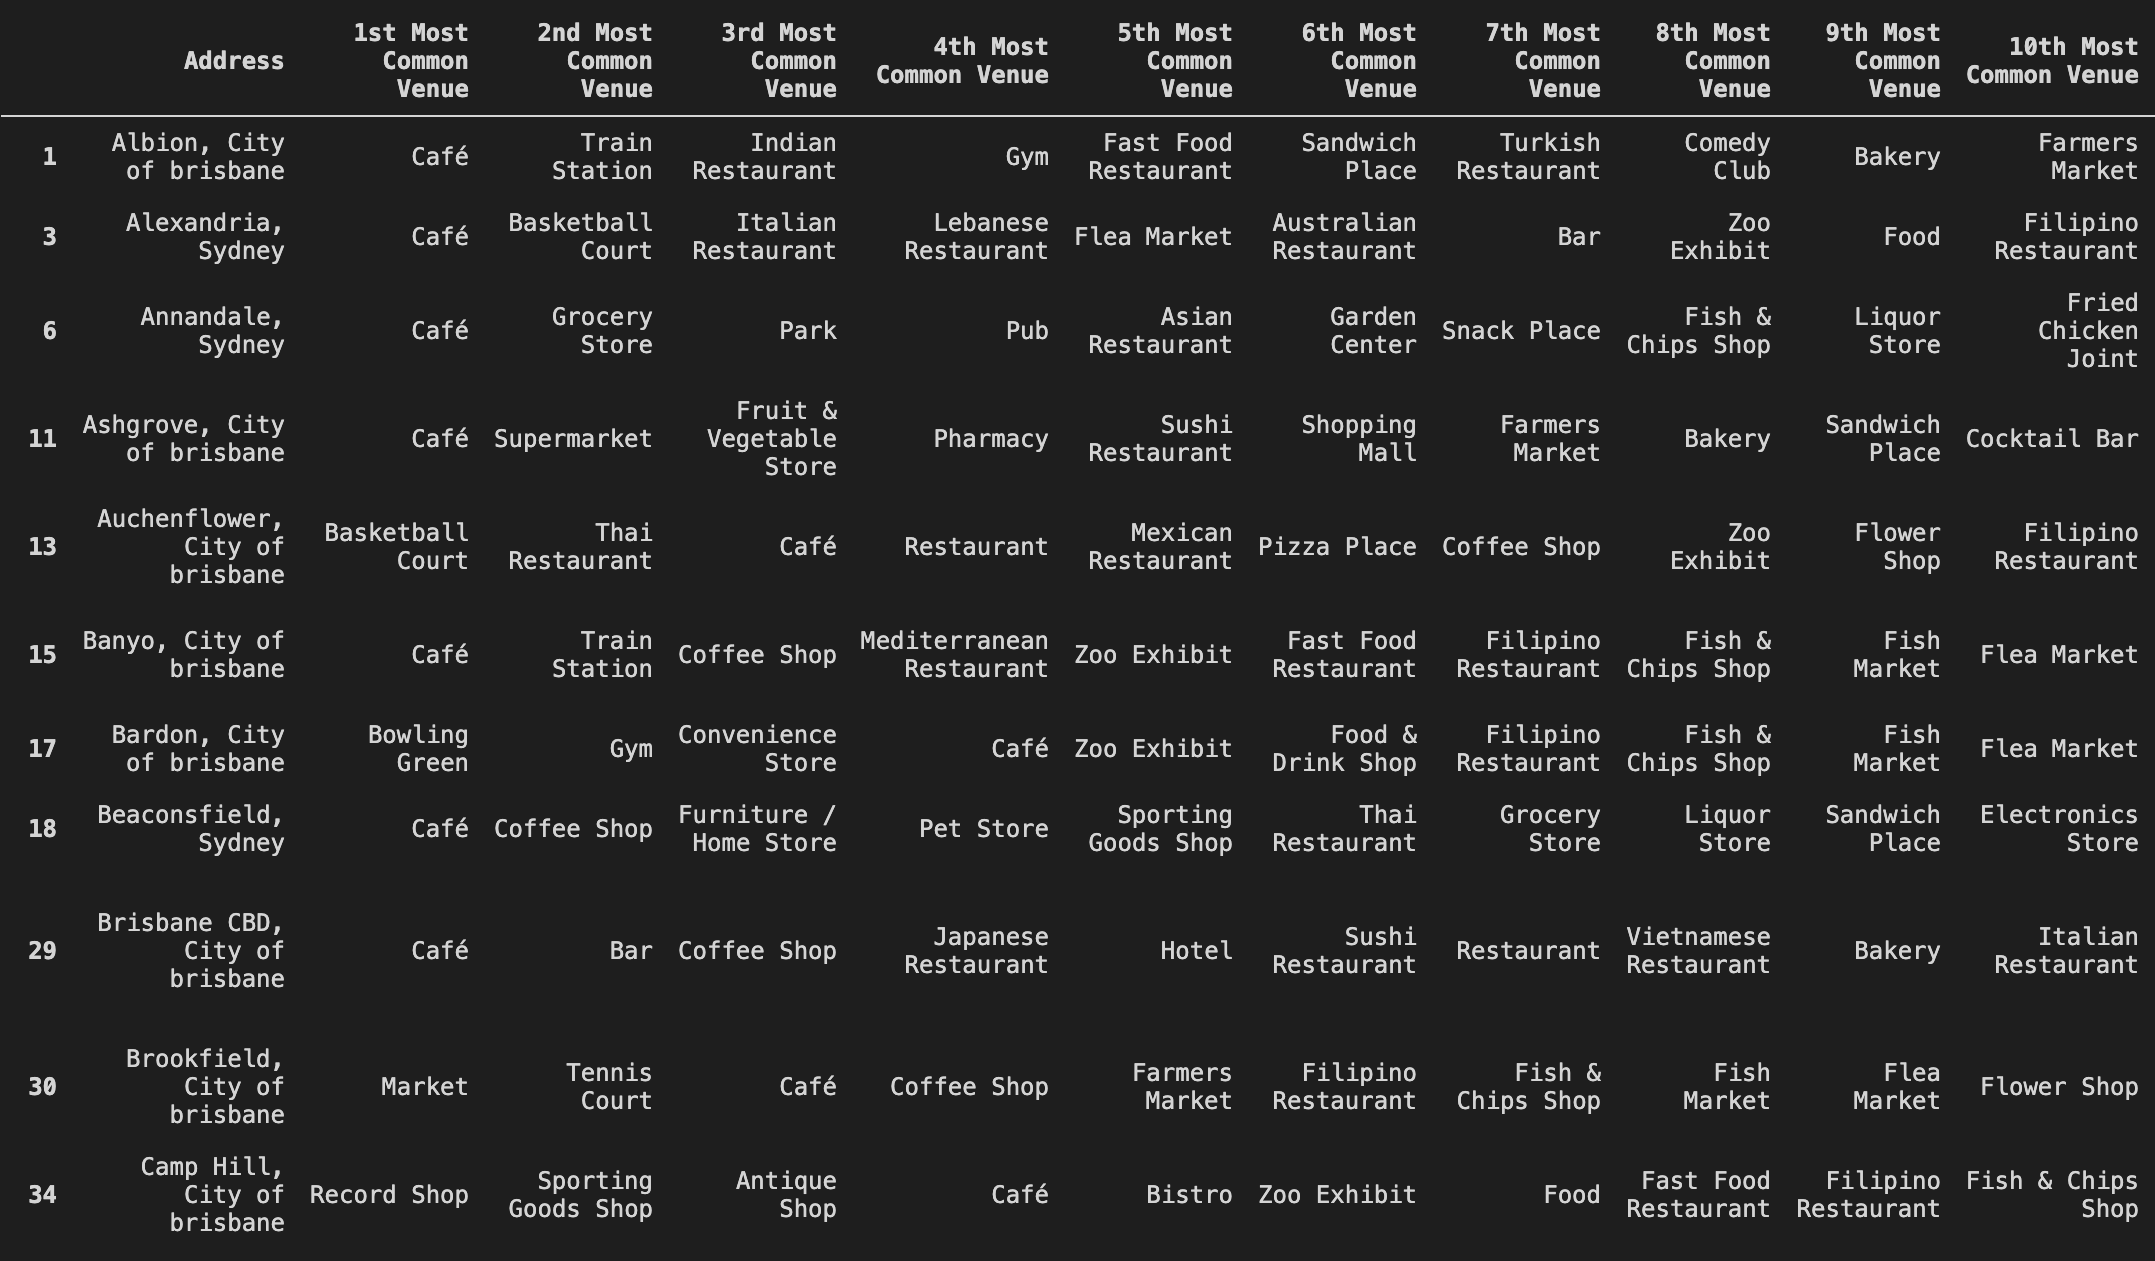 Address 1st Most Common Venue 2nd Most Common Venue 3rd Most Common Venue 4th Most Common Venue 5th Most Common Venue 6th Most Common Venue 7th Most Common Venue 8th Most Common Venue 9th Most Common Venue 10th Most Common Venue
1 Albion, City of brisbane Café Train Station Indian Restaurant Gym Fast Food Restaurant Sandwich Place Turkish Restaurant Comedy Club Bakery Farmers Market
3 Alexandria, Sydney Café Basketball Court Italian Restaurant Lebanese Restaurant Flea Market Australian Restaurant Bar Zoo Exhibit Food Filipino Restaurant
6 Annandale, Sydney Café Grocery Store Park Pub Asian Restaurant Garden Center Snack Place Fish & Chips Shop Liquor Store Fried Chicken Joint
11 Ashgrove, City of brisbane Café Supermarket Fruit & Vegetable Store Pharmacy Sushi Restaurant Shopping Mall Farmers Market Bakery Sandwich Place Cocktail Bar
13 Auchenflower, City of brisbane Basketball Court Thai Restaurant Café Restaurant Mexican Restaurant Pizza Place Coffee Shop Zoo Exhibit Flower Shop Filipino Restaurant
15 Banyo, City of brisbane Café Train Station Coffee Shop Mediterranean Restaurant Zoo Exhibit Fast Food Restaurant Filipino Restaurant Fish & Chips Shop Fish Market Flea Market
17 Bardon, City of brisbane Bowling Green Gym Convenience Store Café Zoo Exhibit Food & Drink Shop Filipino Restaurant Fish & Chips Shop Fish Market Flea Market
18 Beaconsfield, Sydney Café Coffee Shop Furniture / Home Store Pet Store Sporting Goods Shop Thai Restaurant Grocery Store Liquor Store Sandwich Place Electronics Store
29 Brisbane CBD, City of brisbane Café Bar Coffee Shop Japanese Restaurant Hotel Sushi Restaurant Restaurant Vietnamese Restaurant Bakery Italian Restaurant
30 Brookfield, City of brisbane Market Tennis Court Café Coffee Shop Farmers Market Filipino Restaurant Fish & Chips Shop Fish Market Flea Market Flower Shop
34 Camp Hill, City of brisbane Record Shop Sporting Goods Shop Antique Shop Café Bistro Zoo Exhibit Food Fast Food Restaurant Filipino Restaurant Fish & Chips Shop